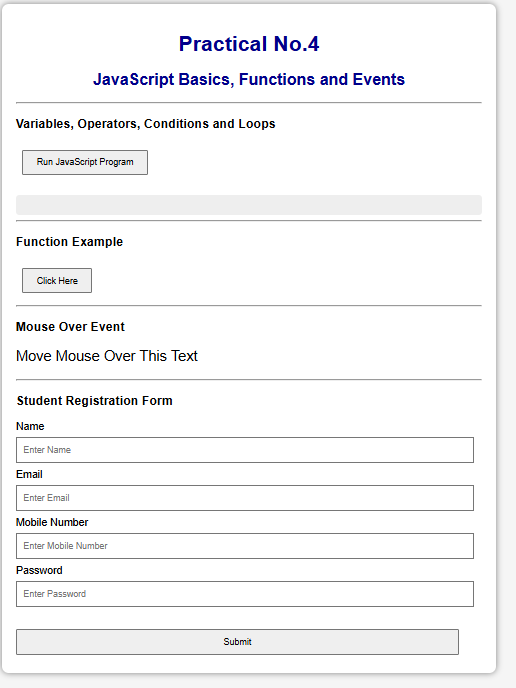 Practical No.4
JavaScript Basics, Functions and Events
Variables, Operators, Conditions and Loops
Run JavaScript Program
Function Example
Click Here
Mouse Over Event
Move Mouse Over This Text
Student Registration Form
Name
Enter Name
Email
Enter Email
Mobile Number
Enter Mobile Number
Password
Enter Password
Submit